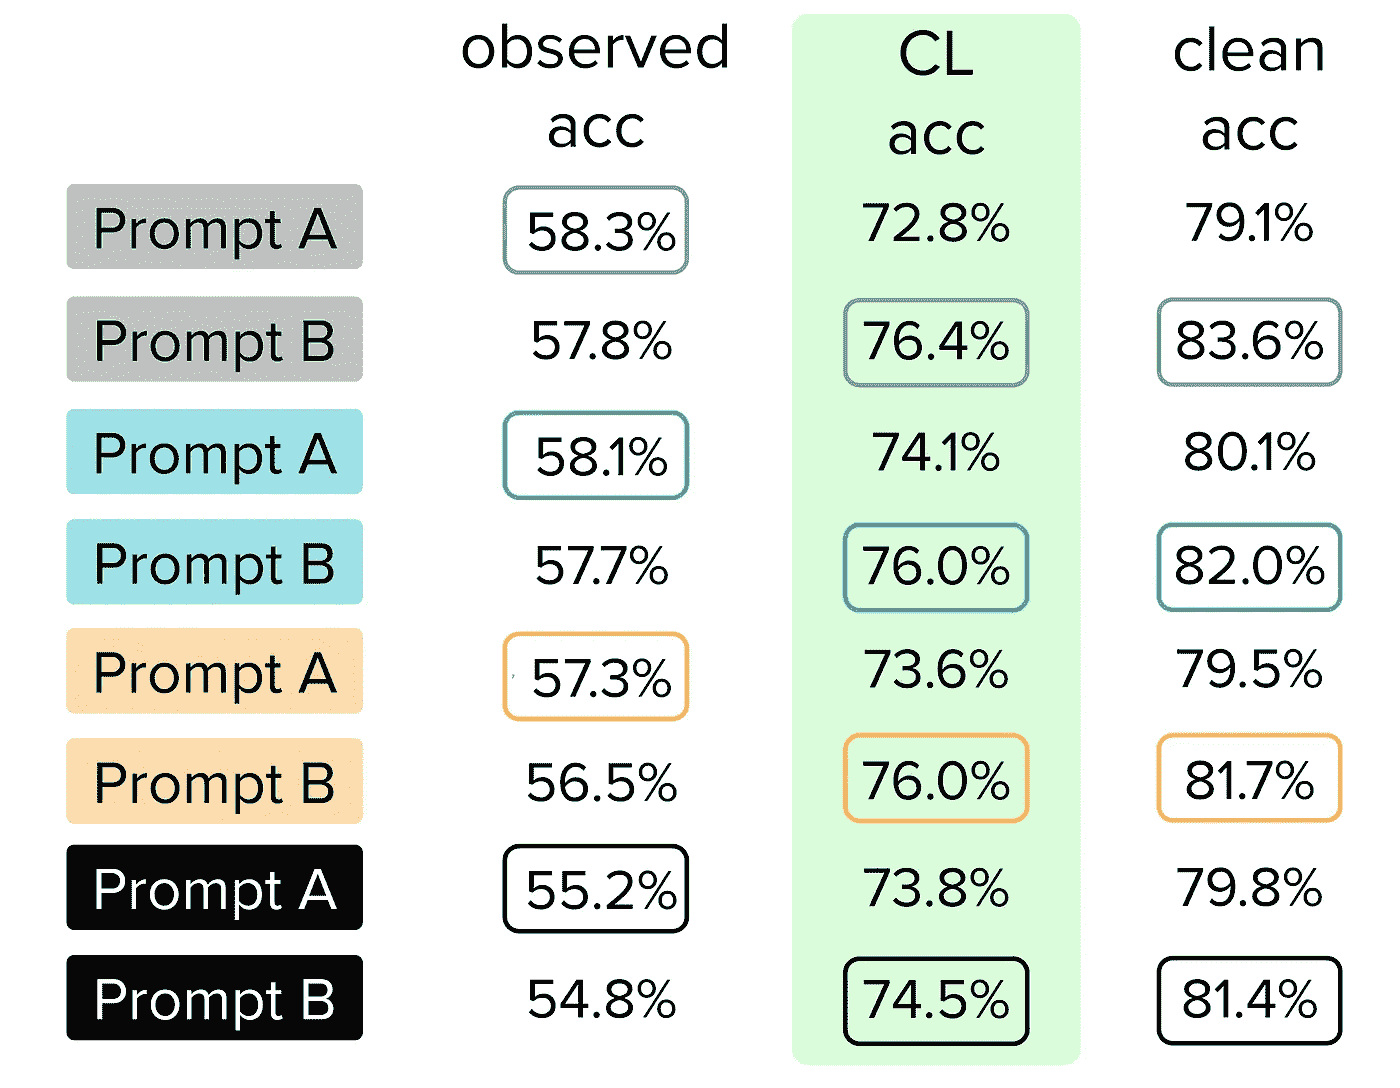 observed CL clean
acc acc acc
Prompt A 58.3% 72.8% 79.1%
Prompt B 57.8% 76.4% 83.6%
Prompt A 58.1% 74.1% 80.1%
Prompt B 57.7% 76.0% 82.0%
Prompt A 57.3% 73.6% 79.5%
Prompt B 56.5% 76.0% 81.7%
Prompt A 55.2% 73.8% 79.8%
Prompt B 54.8% 74.5% 81.4%